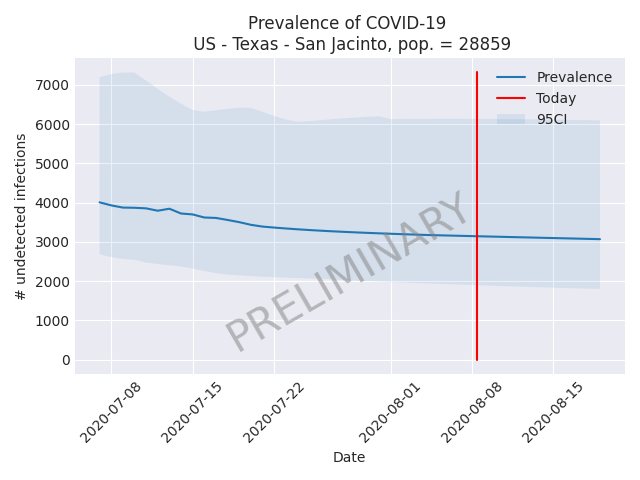 Prevalence of COVID-19
US - Texas - San Jacinto, pop. = 28859
Prevalence
Today
95CI
7000
6000
5000
4000
3000
2000
1000
0
# undetected infections
PRELIMINARY
2020-07-08
2020-07-15
2020-07-22
2020-08-01
2020-08-08
2020-08-15
Date